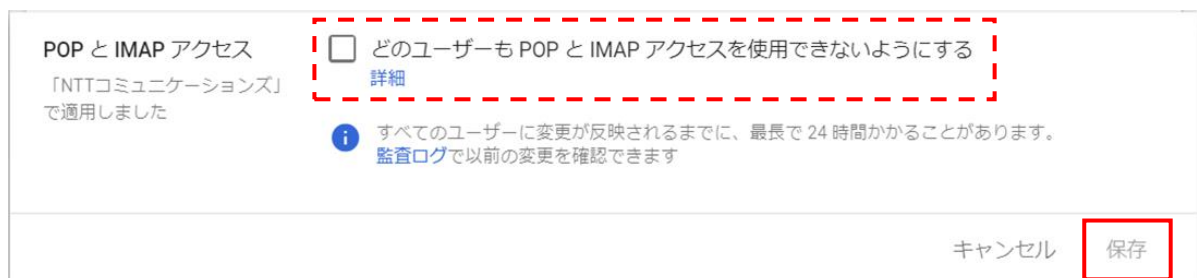 POP と IMAP アクセス
「NTTコミュニケーションズ」
で適用しました
どのユーザーも POP と IMAP アクセスを使用できないようにする
詳細
すべてのユーザーに変更が反映されるまでに、最長で 24 時間かかることがあります。
監査ログで以前の変更を確認できます
キャンセル
保存